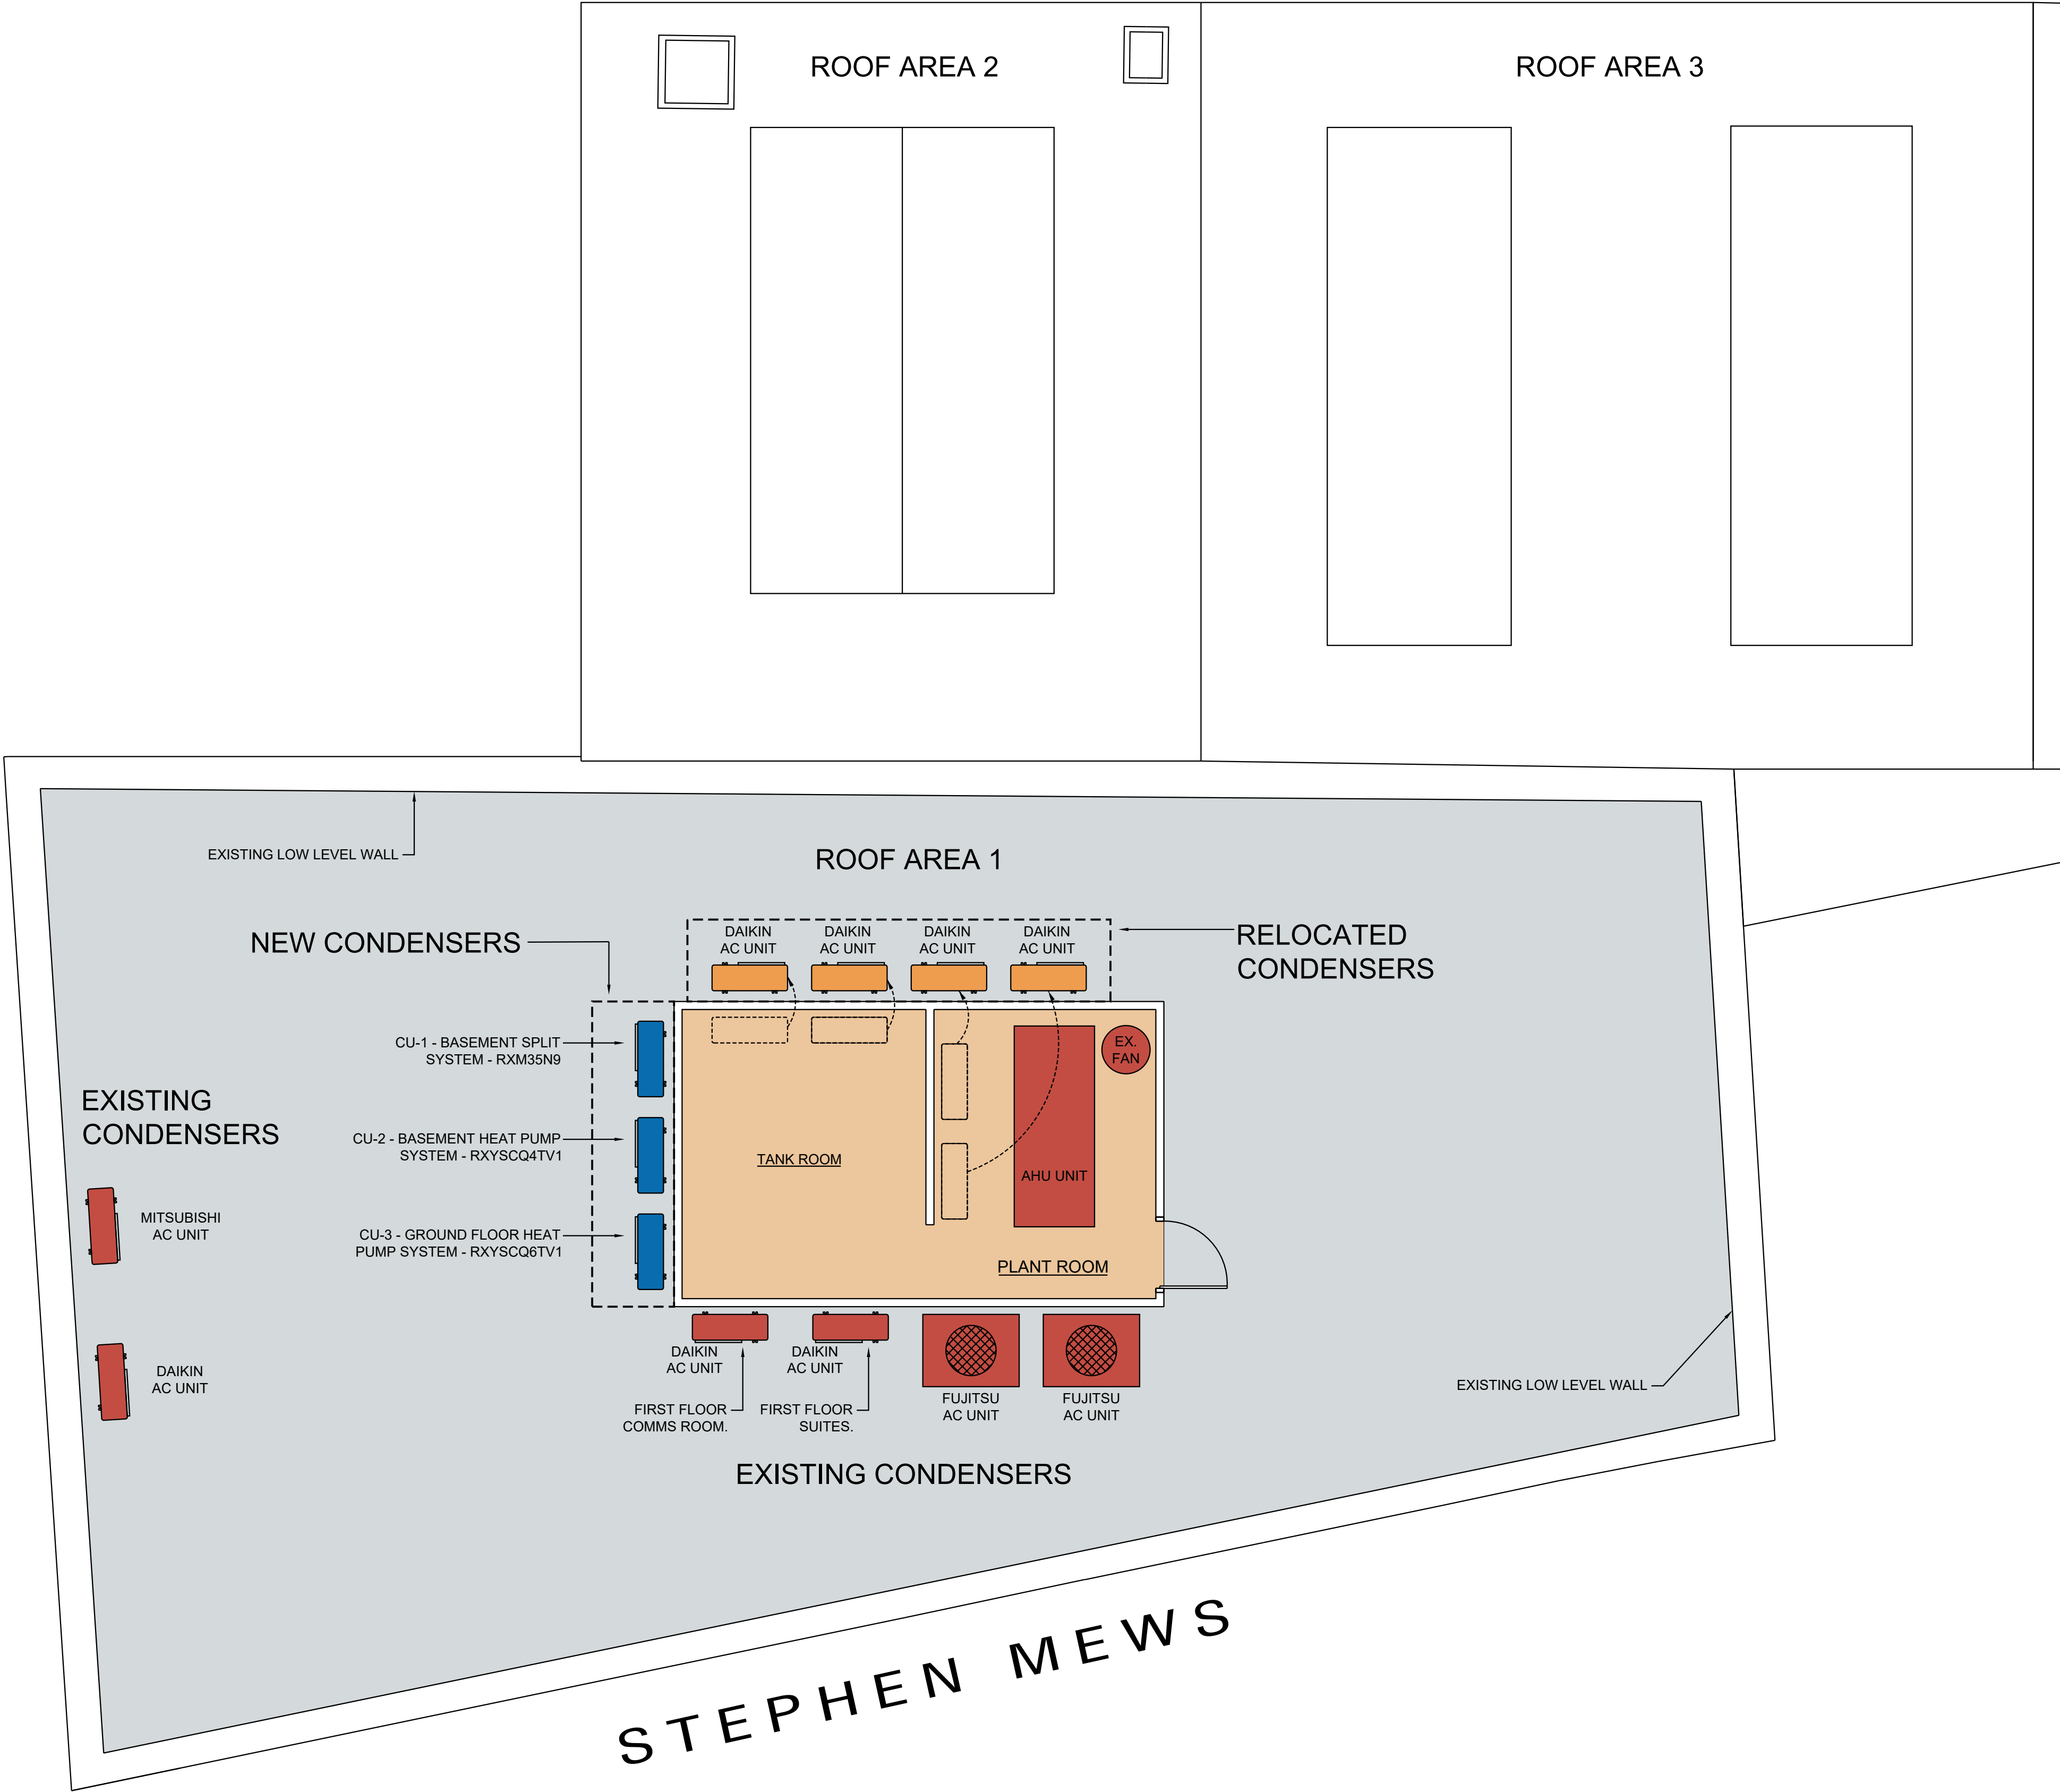 ROOF AREA 2
ROOF AREA 3
EXISTING LOW LEVEL WALL
ROOF AREA 1
NEW CONDENSERS
DAIKIN
AC UNIT
DAIKIN
AC UNIT
DAIKIN
AC UNIT
DAIKIN
AC UNIT
RELOCATED
CONDENSERS
CU-1 - BASEMENT SPLIT
SYSTEM - RXM35N9
EX.
FAN
EXISTING
CONDENSERS
CU-2 - BASEMENT HEAT PUMP
SYSTEM - RXYSCQ4TV1
TANK ROOM
AHU UNIT
MITSUBISHI
AC UNIT
CU-3 - GROUND FLOOR HEAT
PUMP SYSTEM - RXYSCQ6TV1
PLANT ROOM
DAIKIN
AC UNIT
DAIKIN
AC UNIT
DAIKIN
AC UNIT
FIRST FLOOR
COMMS ROOM.
FIRST FLOOR
SUITES.
FUJITSU
AC UNIT
FUJITSU
AC UNIT
EXISTING LOW LEVEL WALL
EXISTING CONDENSERS
STEPHEN MEWS